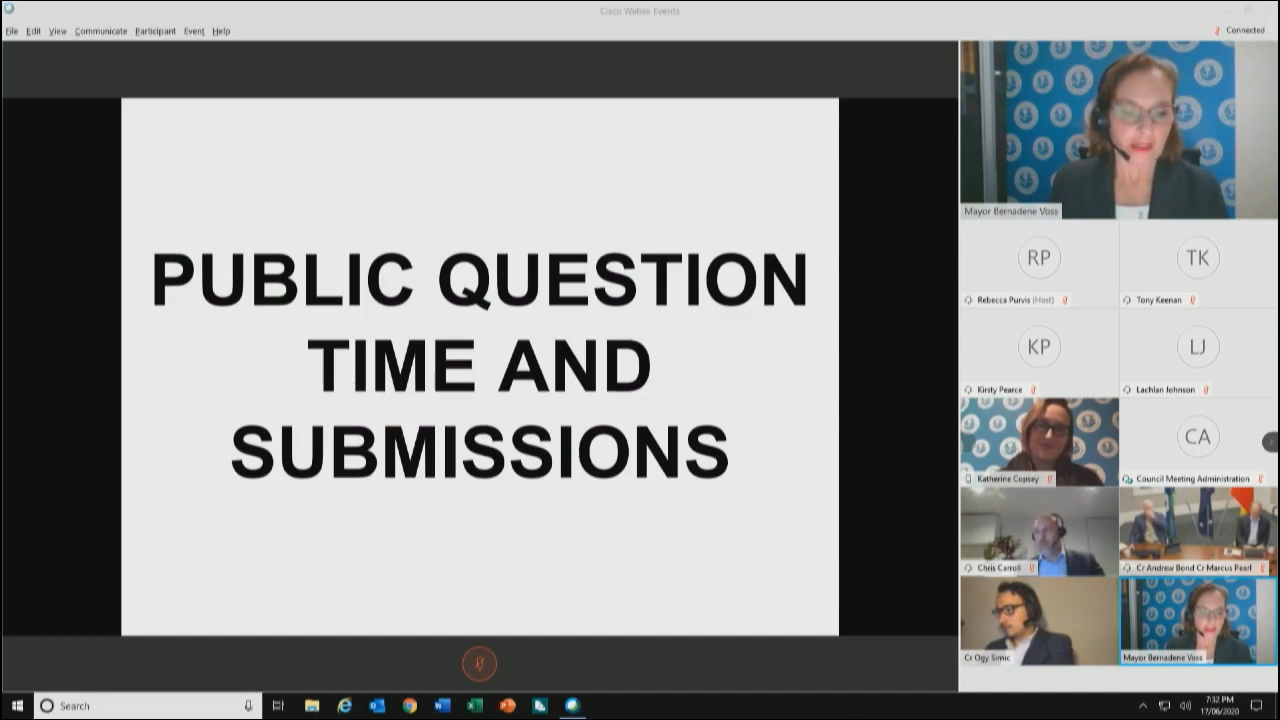 Cisco Webex Events
File Edit View Communicate Participant Event Help
Connected
PUBLIC QUESTION
TIME AND
SUBMISSIONS
Mayor Bernadene Voss
RP
TK
Rebecca Purvis (Host)
Tony Keenan
KP
LJ
Kirsty Pearce
Lachlan Johnson
CA
Katherine Copsey
Council Meeting Administration
Chris Carroll
Cr Andrew Bond Cr Marcus Pearl
Cr Ogy Simic
Mayor Bernadene Voss
Search
7:32 PM
17/06/2020